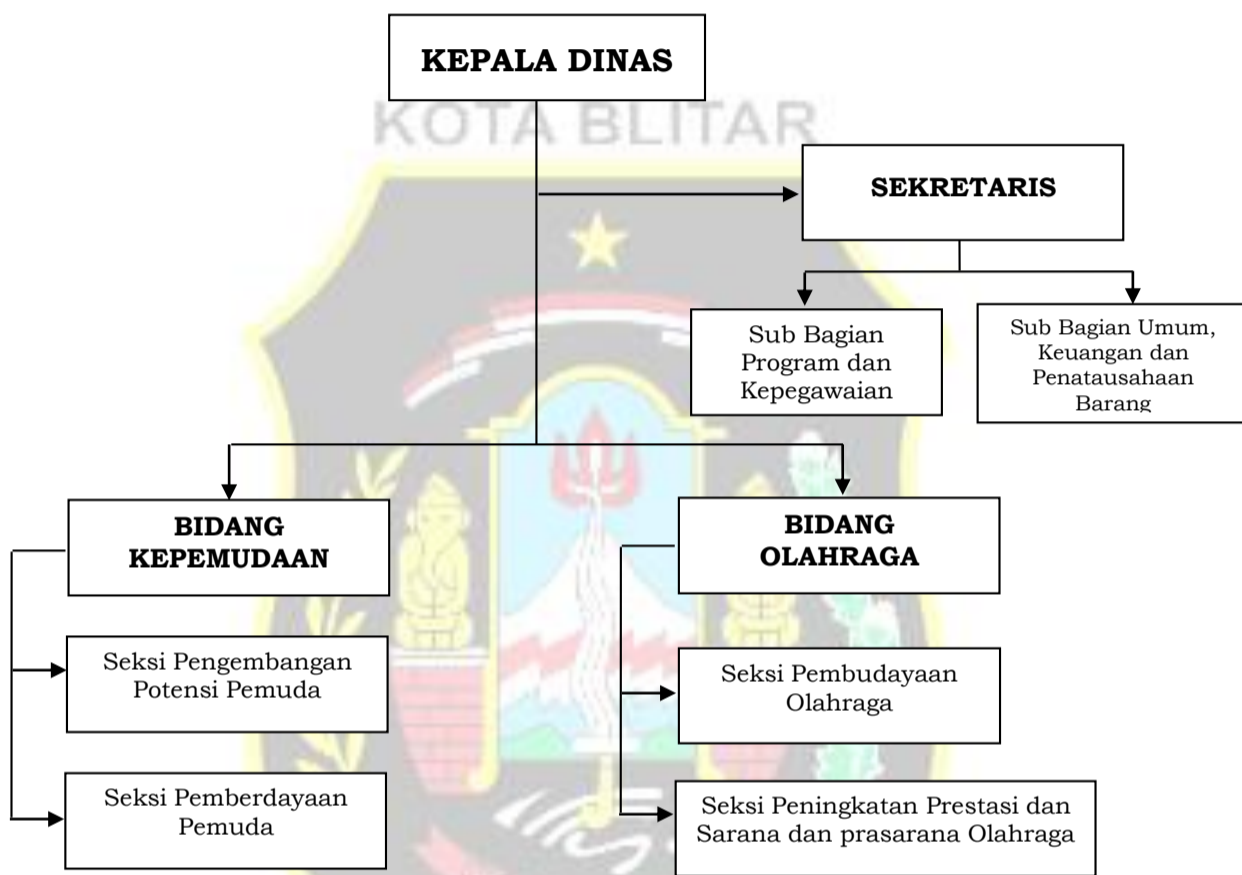 KEPALA DINAS
KOTA BLITAR
SEKRETARIS
Sub Bagian
Program dan
Kepegawaian
Sub Bagian Umum,
Keuangan dan
Penatausahaan
Barang
BIDANG
KEPEMUDAAN
BIDANG
OLAHRAGA
Seksi Pengembangan
Potensi Pemuda
Seksi Pembudayaan
Olahraga
Seksi Pemberdayaan
Pemuda
Seksi Peningkatan Prestasi dan
Sarana dan prasarana Olahraga